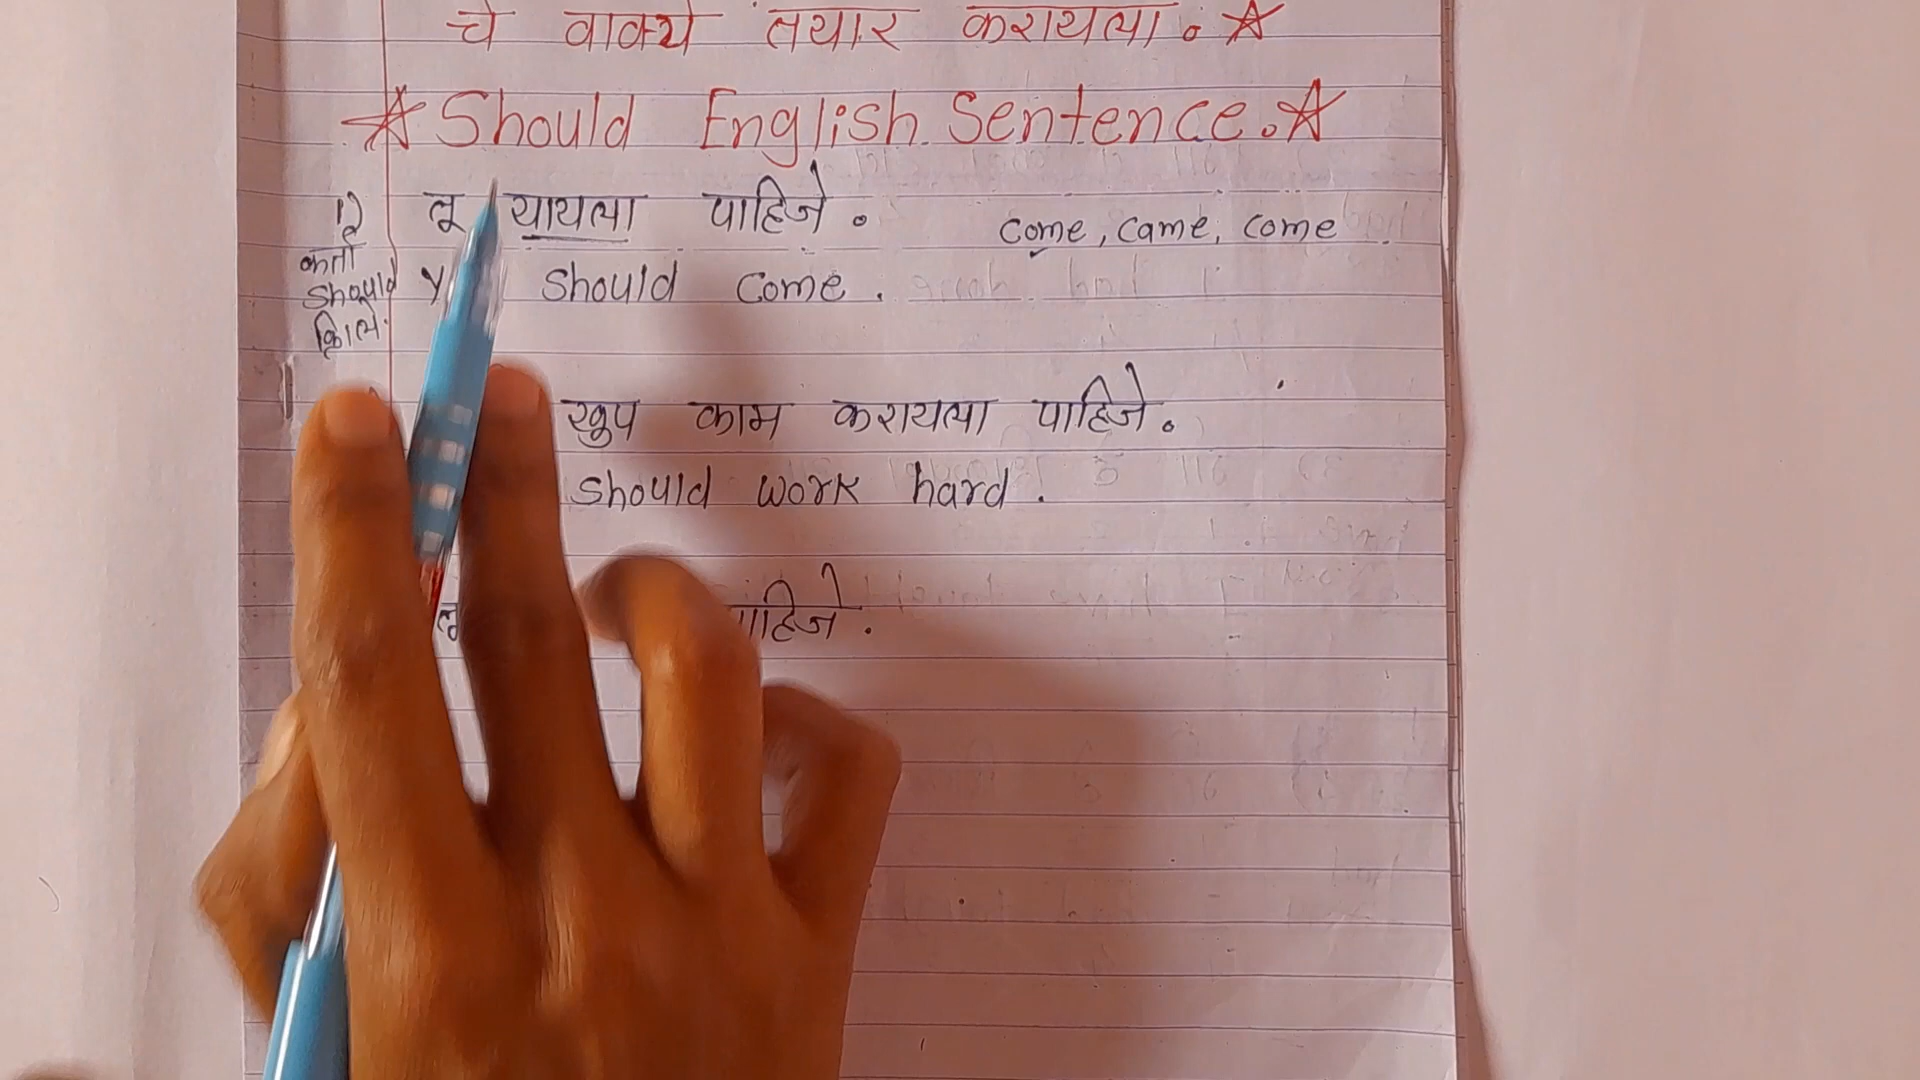 चे वाक्ये तयार करायला. ☆
☆ Should English Sentence. ☆
1) तू यायला पाहिजे. come, came, come
कर्ता
should
should come.
खुप काम करायला पाहिजे.
should work hard.
तू पाहिजे.